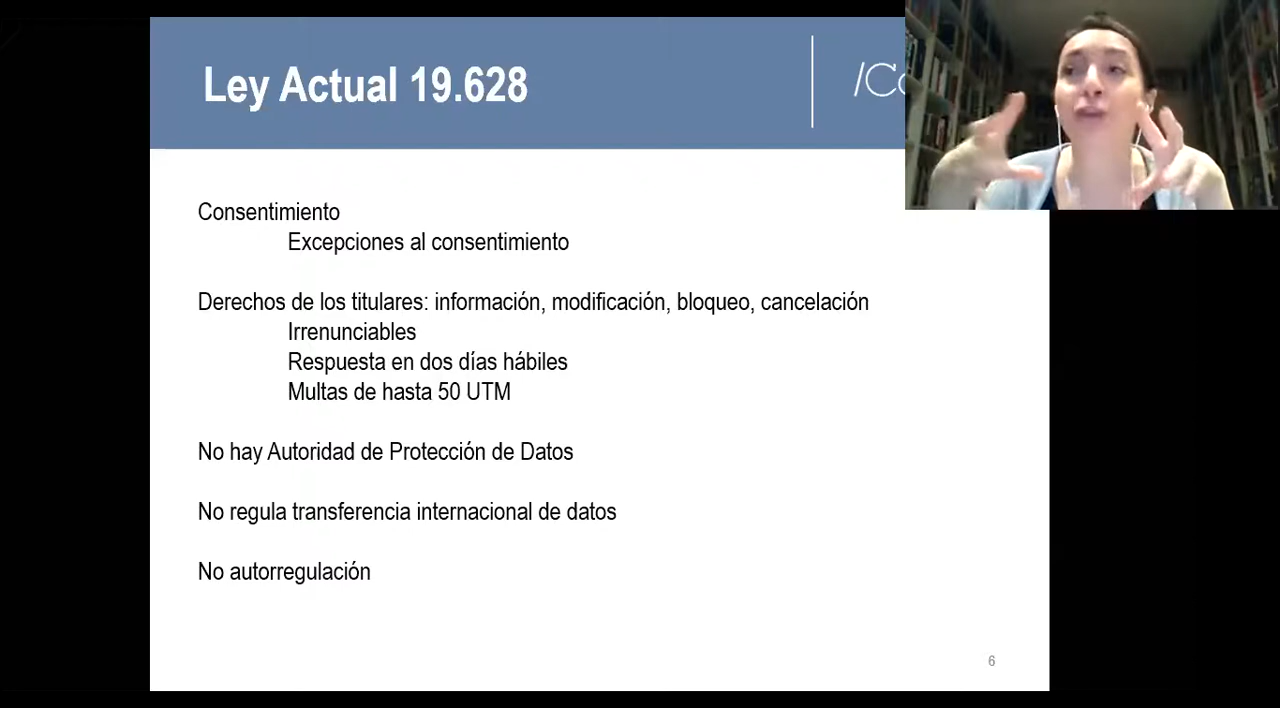 Ley Actual 19.628
Consentimiento
Excepciones al consentimiento
Derechos de los titulares: información, modificación, bloqueo, cancelación
Irrenunciables
Respuesta en dos días hábiles
Multas de hasta 50 UTM
No hay Autoridad de Protección de Datos
No regula transferencia internacional de datos
No autorregulación
6